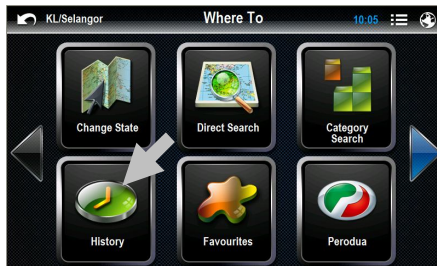 KL/Selangor Where To 10:05
Change State Direct Search Category
Search
History Favourites Perodua